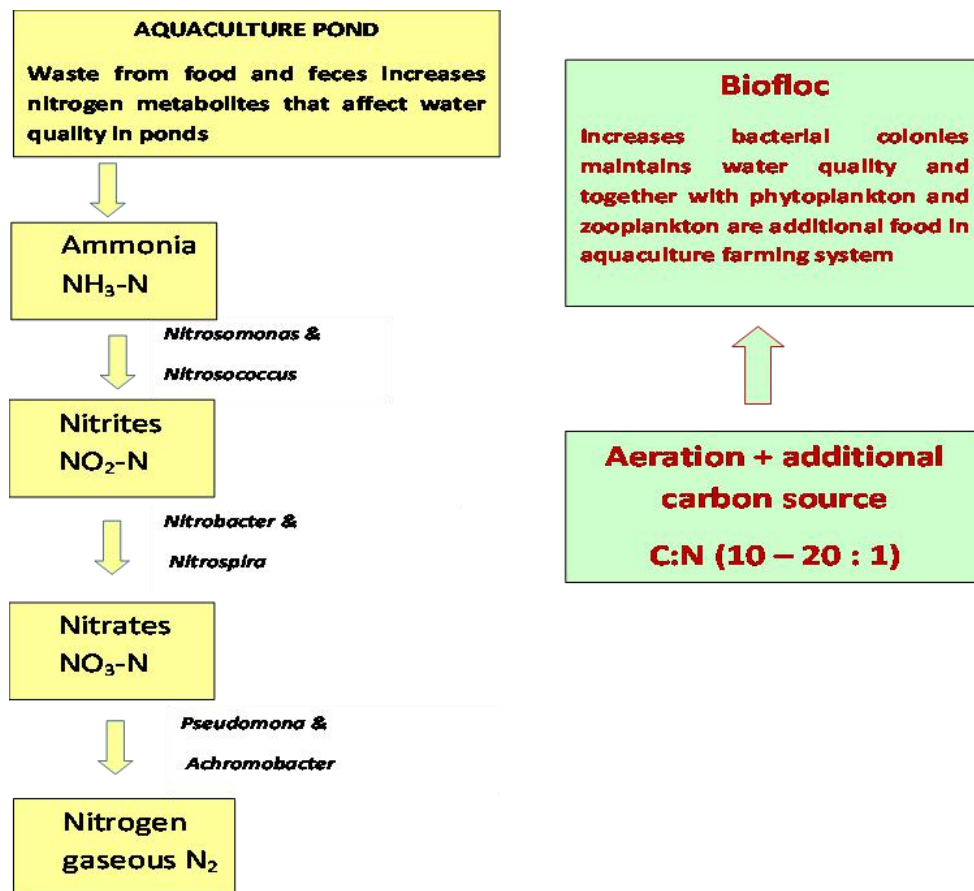 AQUACULTURE POND
Waste from food and feces increases
nitrogen metabolites that affect water
quality in ponds
Ammonia
NH₃-N
Nitrosomonas &
Nitrosococcus
Nitrites
NO₂-N
Nitrobacter &
Nitrospira
Nitrates
NO₃-N
Pseudomona &
Achromobacter
Nitrogen
gaseous N₂
Biofloc
Increases bacterial colonies
maintains water quality and
together with phytoplankton and
zooplankton are additional food in
aquaculture farming system
Aeration + additional
carbon source
C:N (10 – 20 : 1)